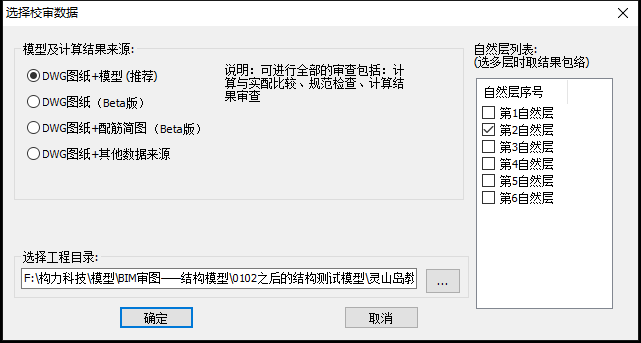 选择校审数据
模型及计算结果来源:
DWG图纸+模型 (推荐)
DWG图纸（Beta版）
DWG图纸+配筋简图（Beta版）
DWG图纸+其他数据来源
说明：可进行全部的审查包括：计
算与实配比较、规范检查、计算结
果审查
自然层列表:
(选多层时取结果包络)
自然层序号
第1自然层
第2自然层
第3自然层
第4自然层
第5自然层
第6自然层
选择工程目录:
F:\构力科技\模型\BIM审图——结构模型\0102之后的结构测试模型\灵山岛教
...
确定
取消